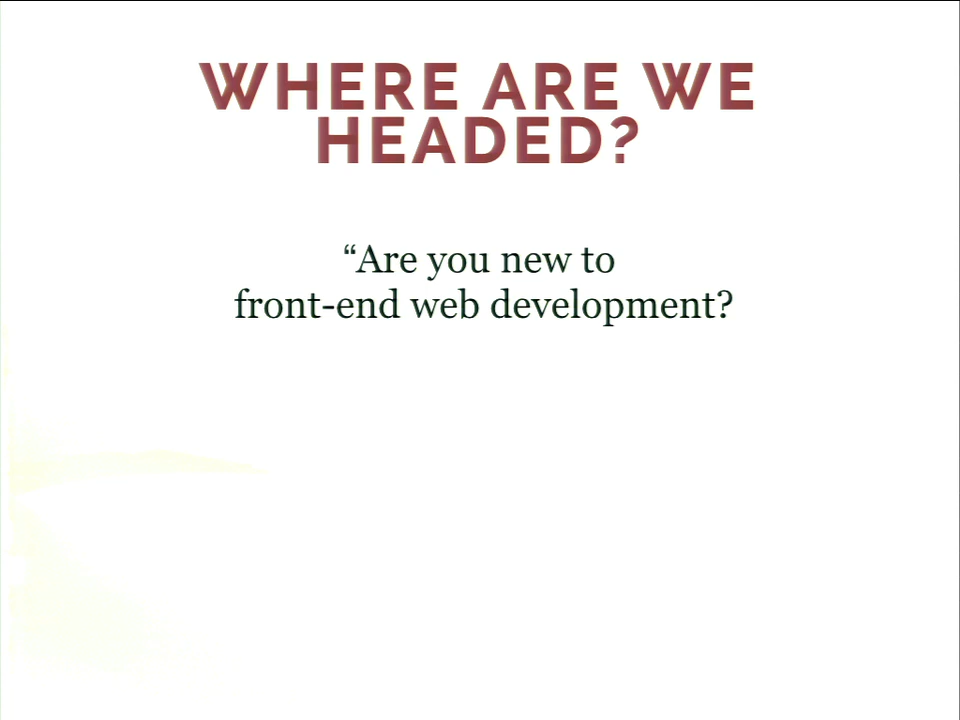 WHERE ARE WE
HEADED?
“Are you new to
front-end web development?